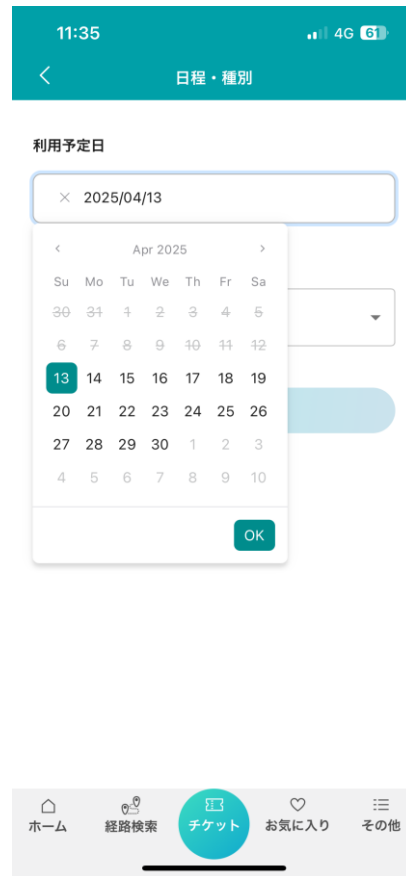 11:35 4G 61
日程・種別
利用予定日
× 2025/04/13
‹ Apr 2025 ›
Su Mo Tu We Th Fr Sa
30 31 1 2 3 4 5
6 7 8 9 10 11 12
13 14 15 16 17 18 19
20 21 22 23 24 25 26
27 28 29 30 1 2 3
4 5 6 7 8 9 10
OK
ホーム 経路検索 チケット お気に入り その他